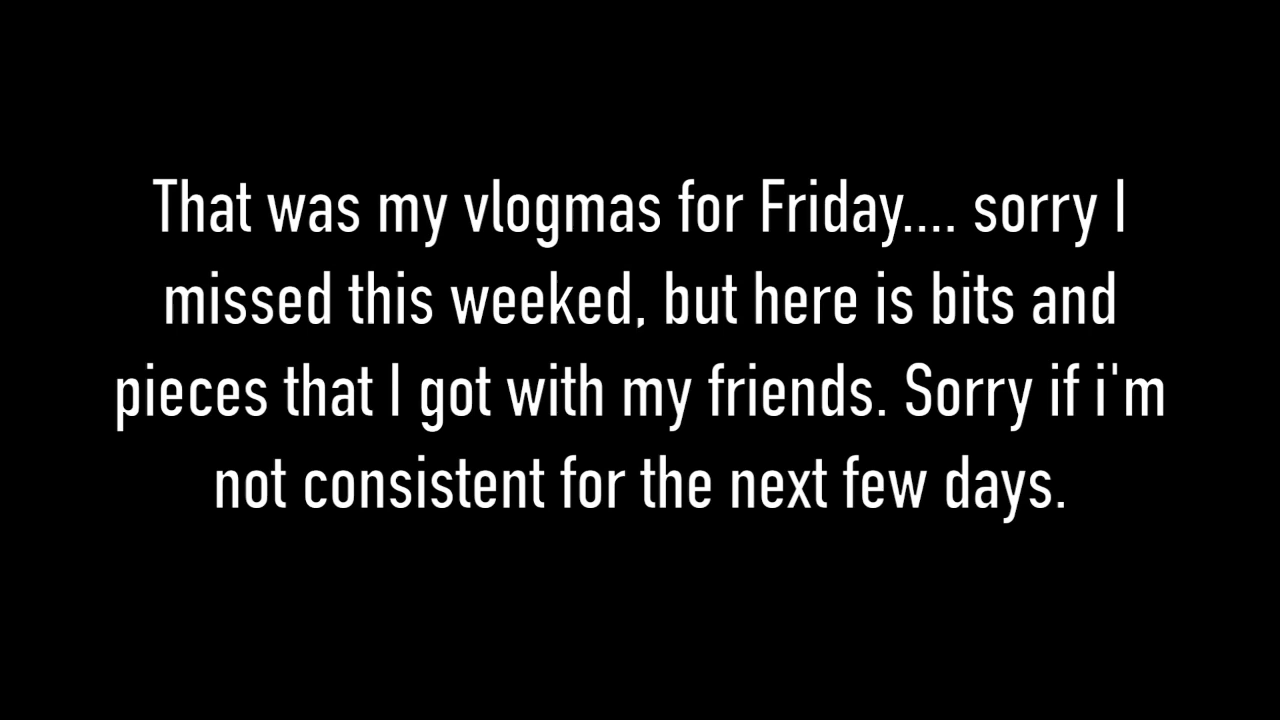 That was my vlogmas for Friday.... sorry I
missed this weeked, but here is bits and
pieces that I got with my friends. Sorry if i'm
not consistent for the next few days.